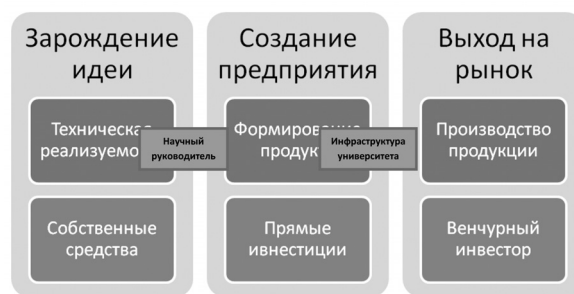 Зарождение
идеи
Техническая
Собственные
средства
Научный
руководитель
Создание
предприятия
Прямые
ивнестиции
Инфраструктура
университета
Выход на
рынок
Производство
продукции
Венчурный
инвестор